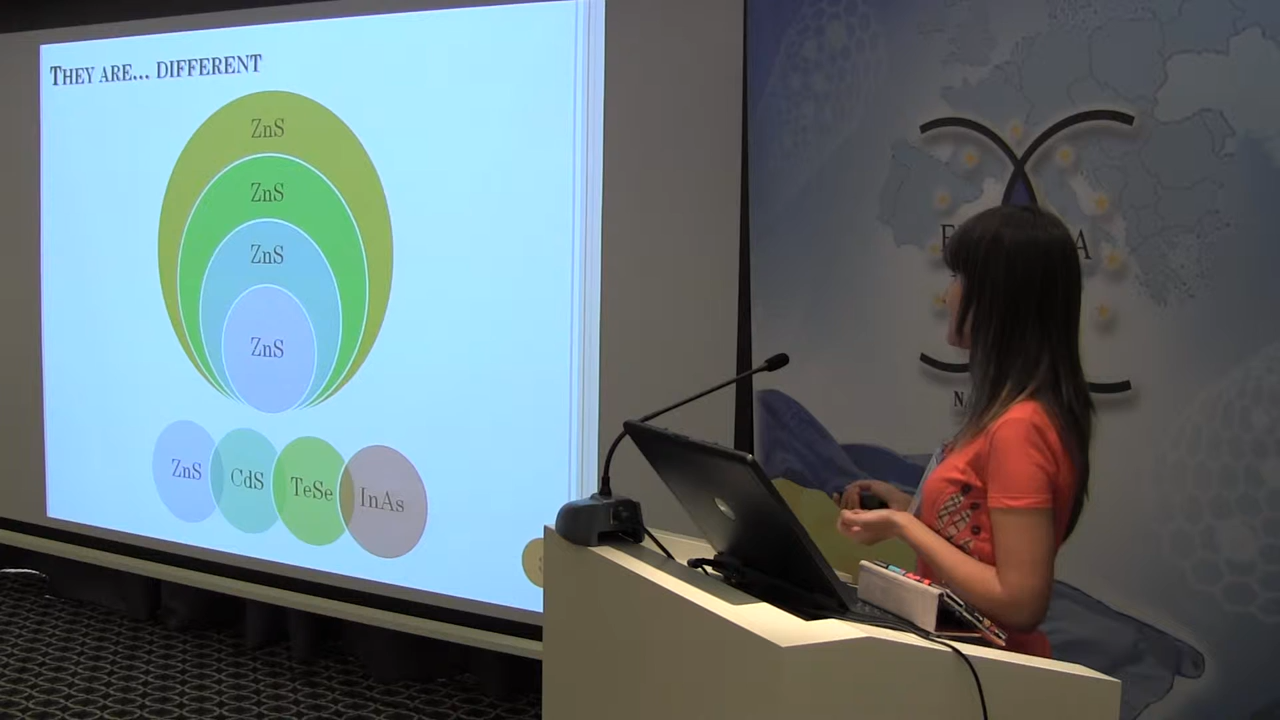 THEY ARE... DIFFERENT
ZnS
ZnS
ZnS
ZnS
ZnS
CdS
TeSe
InAs